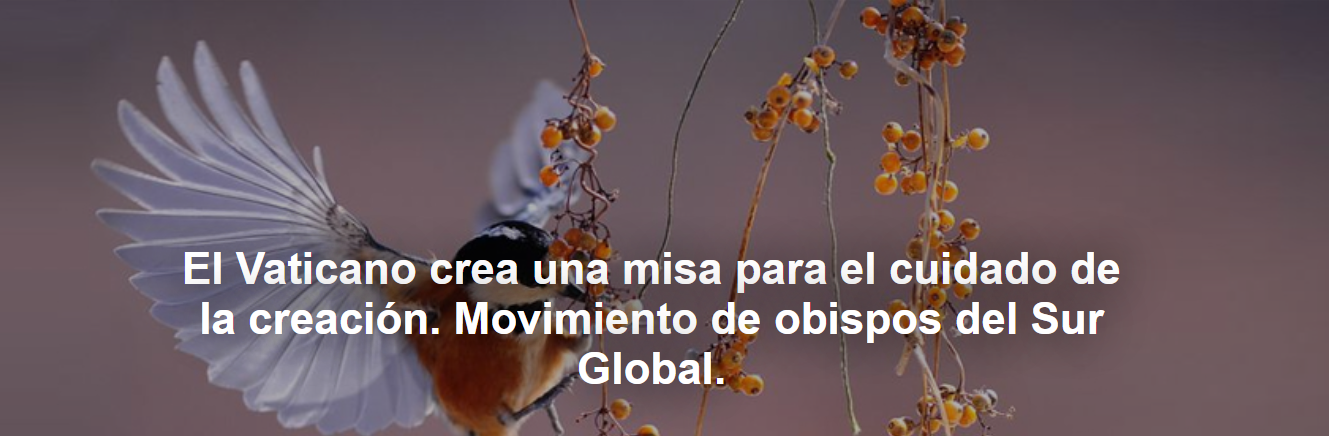 El Vaticano crea una misa para el cuidado de
la creación. Movimiento de obispos del Sur
Global.